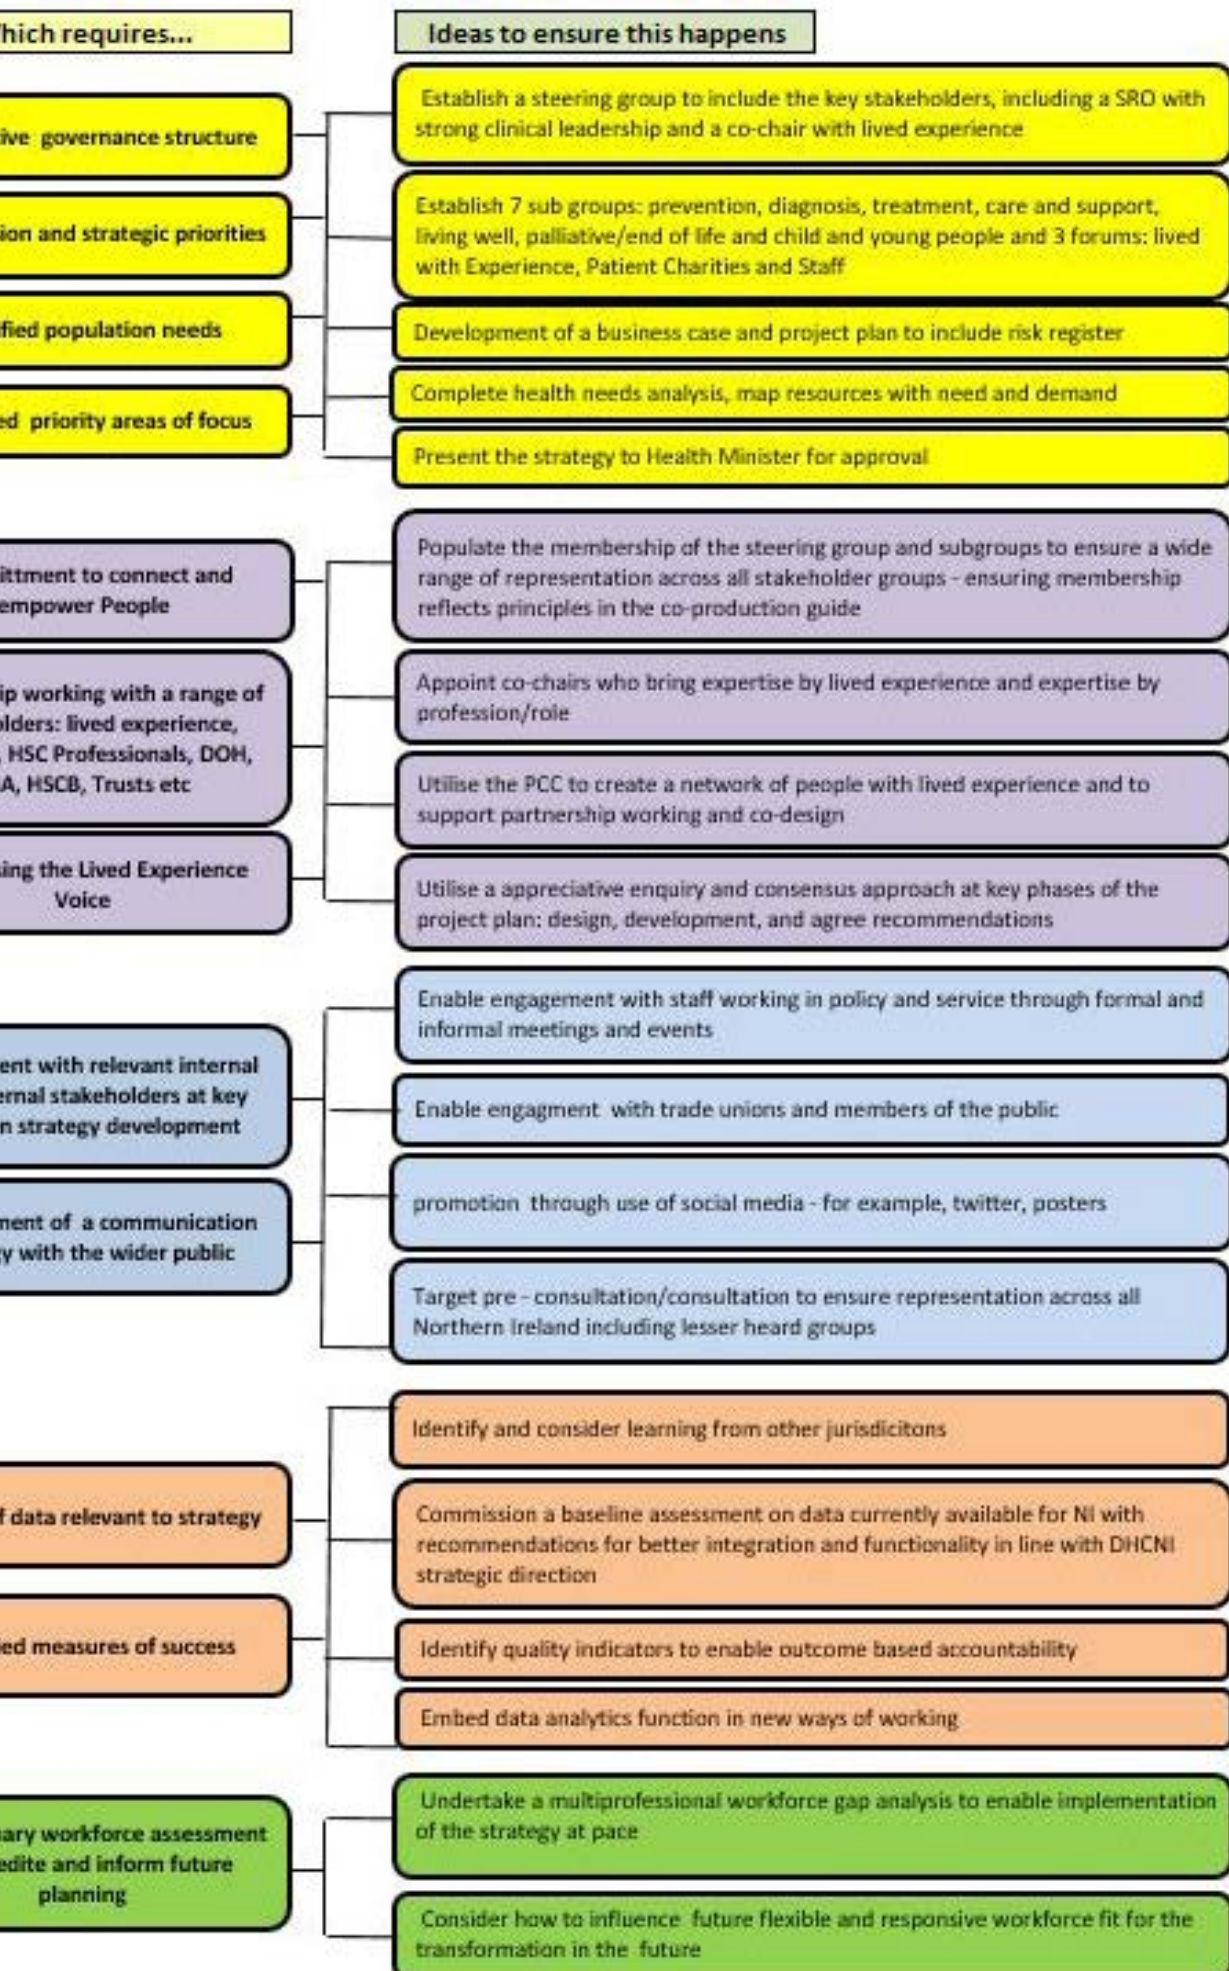 hich requires...
Ideas to ensure this happens
ive governance structure
ion and strategic priorities
fied population needs
ed priority areas of focus
Establish a steering group to include the key stakeholders, including a SRO with
strong clinical leadership and a co-chair with lived experience
Establish 7 sub groups: prevention, diagnosis, treatment, care and support,
living well, palliative/end of life and child and young people and 3 forums: lived
with Experience, Patient Charities and Staff
Development of a business case and project plan to include risk register
Complete health needs analysis, map resources with need and demand
Present the strategy to Health Minister for approval
ittment to connect and
empower People
ip working with a range of
olders: lived experience,
, HSC Professionals, DOH,
A, HSCB, Trusts etc
sing the Lived Experience
Voice
Populate the membership of the steering group and subgroups to ensure a wide
range of representation across all stakeholder groups - ensuring membership
reflects principles in the co-production guide
Appoint co-chairs who bring expertise by lived experience and expertise by
profession/role
Utilise the PCC to create a network of people with lived experience and to
support partnership working and co-design
Utilise a appreciative enquiry and consensus approach at key phases of the
project plan: design, development, and agree recommendations
ent with relevant internal
ernal stakeholders at key
n strategy development
ment of a communication
gy with the wider public
Enable engagement with staff working in policy and service through formal and
informal meetings and events
Enable engagment with trade unions and members of the public
promotion through use of social media - for example, twitter, posters
Target pre - consultation/consultation to ensure representation across all
Northern Ireland including lesser heard groups
f data relevant to strategy
ied measures of success
Identify and consider learning from other jurisdicitons
Commission a baseline assessment on data currently available for NI with
recommendations for better integration and functionality in line with DHCNI
strategic direction
Identify quality indicators to enable outcome based accountability
Embed data analytics function in new ways of working
nary workforce assessment
edite and inform future
planning
Undertake a multiprofessional workforce gap analysis to enable implementation
of the strategy at pace
Consider how to influence future flexible and responsive workforce fit for the
transformation in the future